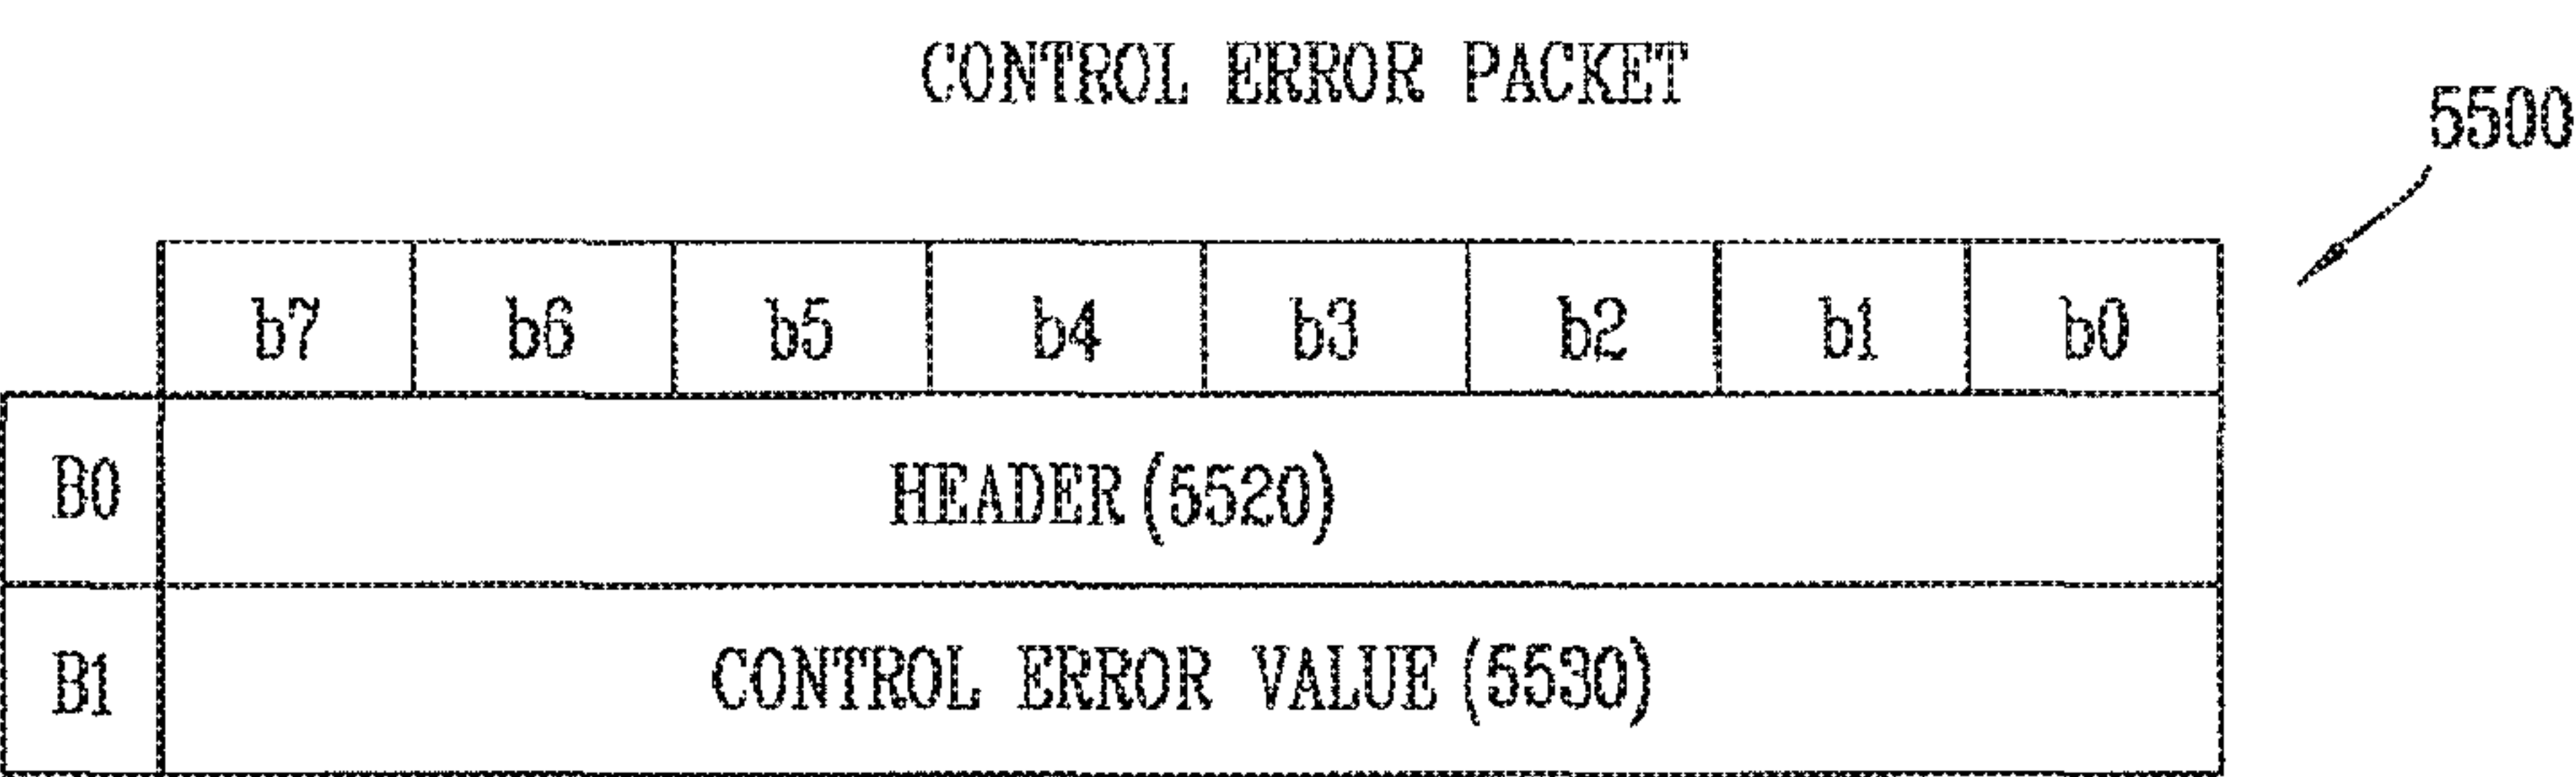 CONTROL ERROR PACKET
5500
b7 b6 b5 b4 b3 b2 b1 b0
B0 HEADER (5520)
B1 CONTROL ERROR VALUE (5530)